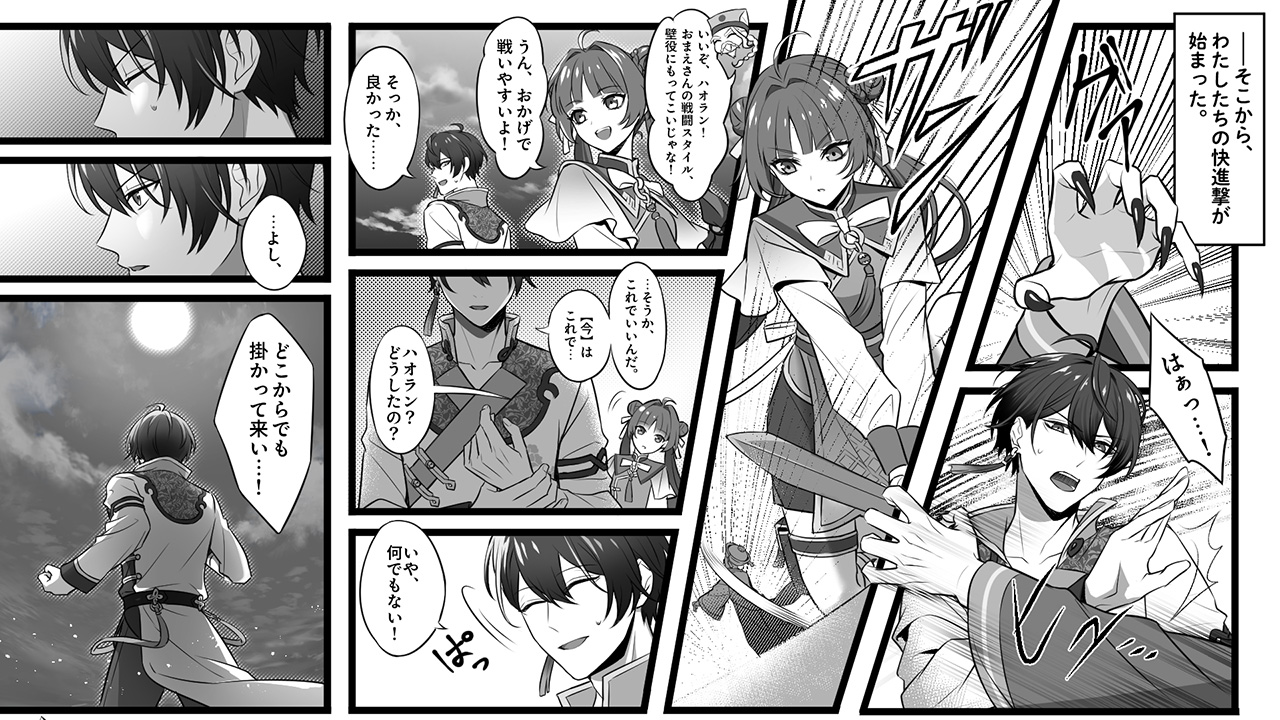 ──そこから、
わたしたちの快進撃が
始まった。
グァッ
はぁっ…!
ザザッ
いいぞ、ハオラン!
おまえさんの戦闘スタイル、
壁役にもってこいじゃな!
うん、おかげで
戦いやすいよ!
そっか、
良かった……
…そうか、
これでいいんだ。
【今】は
これで…
ハオラン?
どうしたの?
いや、
何でもない!
ぱっ
…よし、
どこからでも
掛かって来い…!